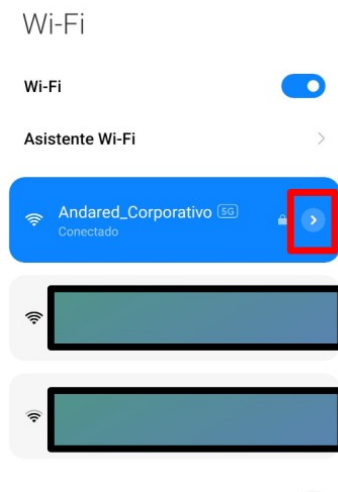 Wi-Fi
Wi-Fi
Asistente Wi-Fi
Andared_Corporativo 5G
Conectado